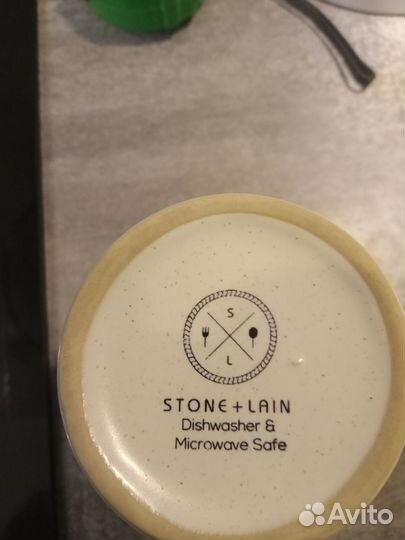 S
L
STONE + LAIN
Dishwasher &
Microwave Safe
Avito